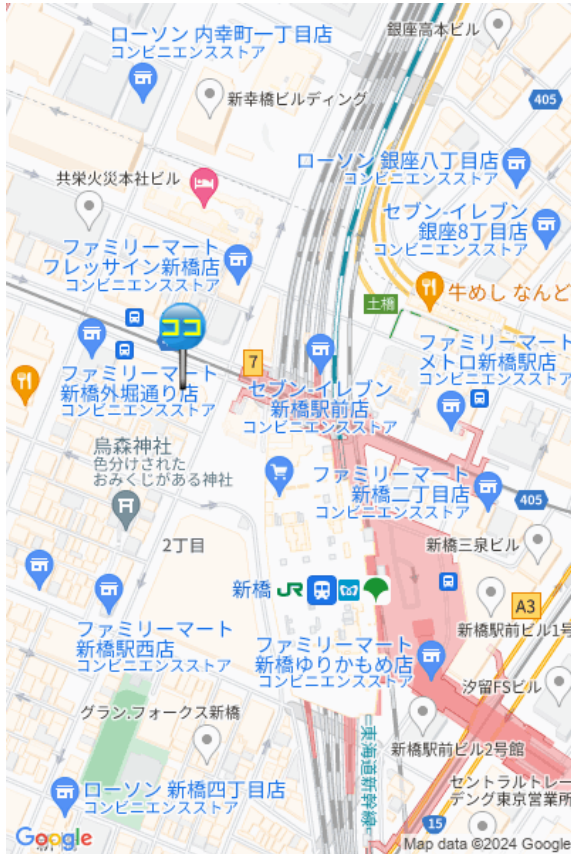 ローソン 内幸町一丁目店
コンビニエンスストア
銀座高本ビル
新幸橋ビルディング
405
ローソン 銀座八丁目店
コンビニエンスストア
共栄火災本社ビル
セブン-イレブン
銀座8丁目店
コンビニエンスストア
ファミリーマート
フレッサイン新橋店
コンビニエンスストア
牛めし なんど
土橋
ココ
ファミリーマート
メトロ新橋駅店
コンビニエンスストア
7
ファミリーマート
新橋外堀通り店
コンビニエンスストア
セブン-イレブン
新橋駅前店
コンビニエンスストア
烏森神社
色分けされた
おみくじがある神社
ファミリーマート
新橋二丁目店
コンビニエンスストア
405
2丁目
新橋三泉ビル
新橋 JR
A3
新橋駅前ビル1号
ファミリーマート
新橋駅西店
コンビニエンスストア
ファミリーマート
新橋ゆりかもめ店
コンビニエンスストア
汐留FSビル
グラン.フォークス新橋
=東海道新幹線=
新橋駅前ビル2号館
ローソン 新橋四丁目店
コンビニエンスストア
セントラルトレー
デング東京営業所
15
Google
Map data ©2024 Google